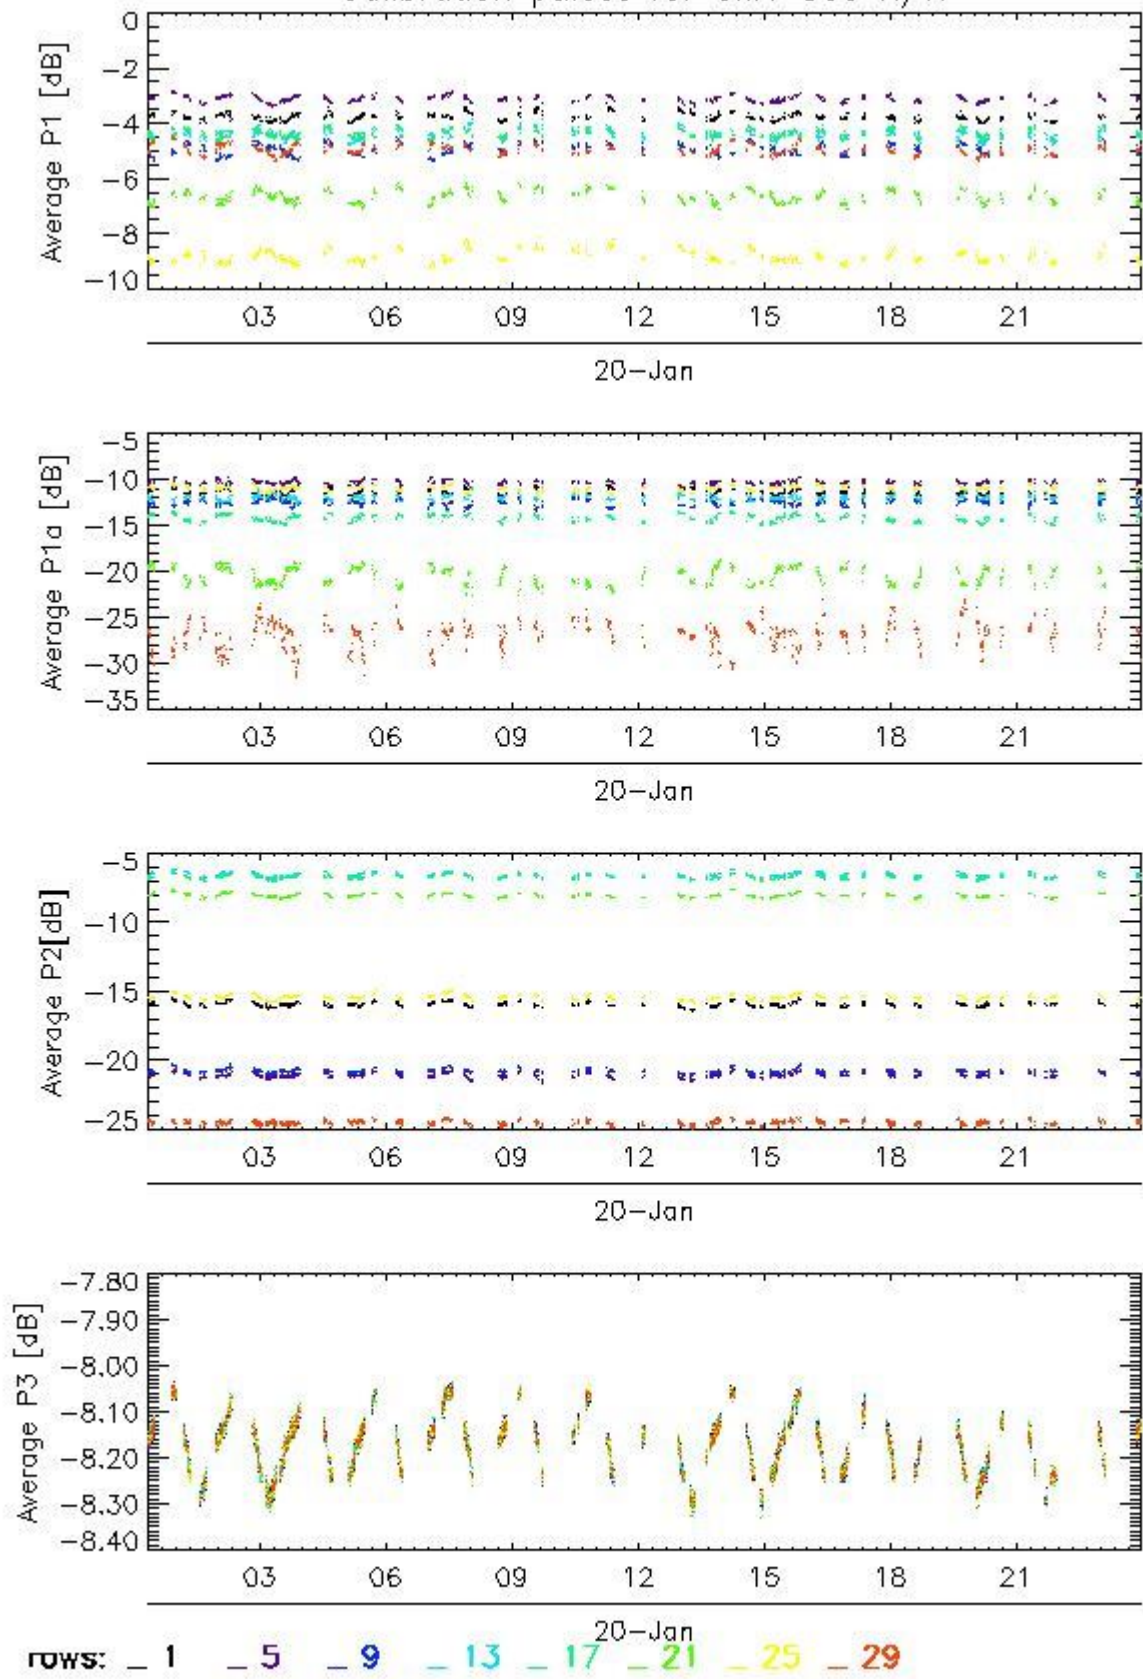 0
-2
-4
-6
-8
-10
Average P1 [dB]
03 06 09 12 15 18 21
20-Jan
-5
-10
-15
-20
-25
-30
-35
Average P1a [dB]
03 06 09 12 15 18 21
20-Jan
-5
-10
-15
-20
-25
Average P2[dB]
03 06 09 12 15 18 21
20-Jan
-7.80
-7.90
-8.00
-8.10
-8.20
-8.30
-8.40
Average P3 [dB]
03 06 09 12 15 18 21
20-Jan
rows: _ 1 _ 5 _ 9 _ 13 _ 17 _ 21 _ 25 _ 29